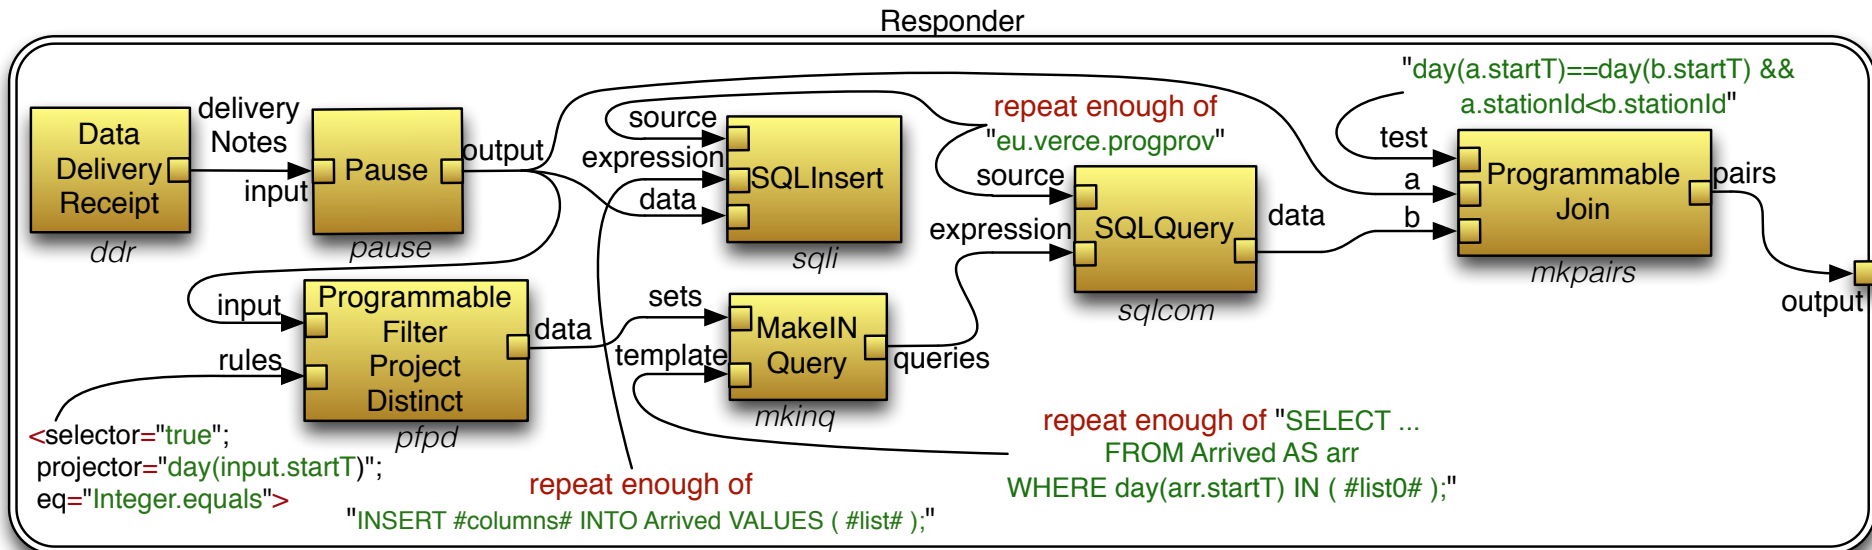 Responder
Data
Delivery
Receipt
ddr
delivery
Notes
input
Pause
pause
output
source
expression
data
SQLInsert
sqli
repeat enough of
"eu.verce.progprov"
source
expression
SQLQuery
sqlcom
data
"day(a.startT)==day(b.startT) &&
a.stationId<b.stationId"
test
a
b
Programmable
Join
mkpairs
pairs
output
input
rules
Programmable
Filter
Project
Distinct
pfpd
data
sets
template
MakeIN
Query
mkinq
queries
<selector="true";
projector="day(input.startT)";
eq="Integer.equals">
repeat enough of
"INSERT #columns# INTO Arrived VALUES ( #list# );"
repeat enough of "SELECT ...
FROM Arrived AS arr
WHERE day(arr.startT) IN ( #list0# );"